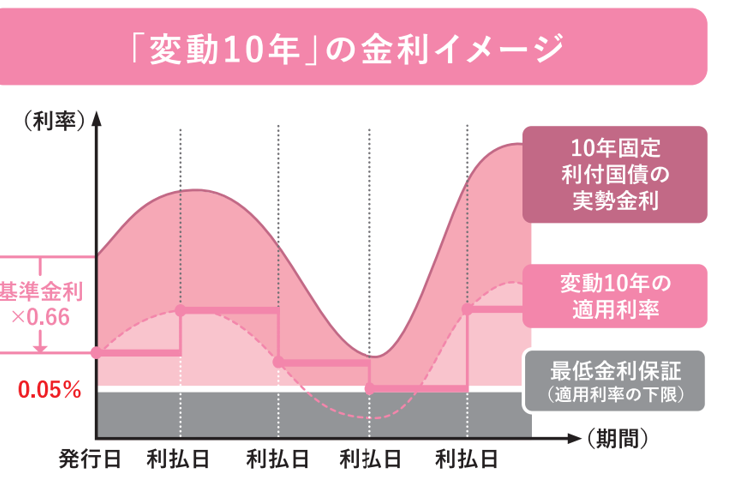 「変動10年」の金利イメージ
（利率）
10年固定
利付国債の
実勢金利
基準金利
×0.66
変動10年の
適用利率
0.05%
最低金利保証
（適用利率の下限）
（期間）
発行日 利払日 利払日 利払日 利払日